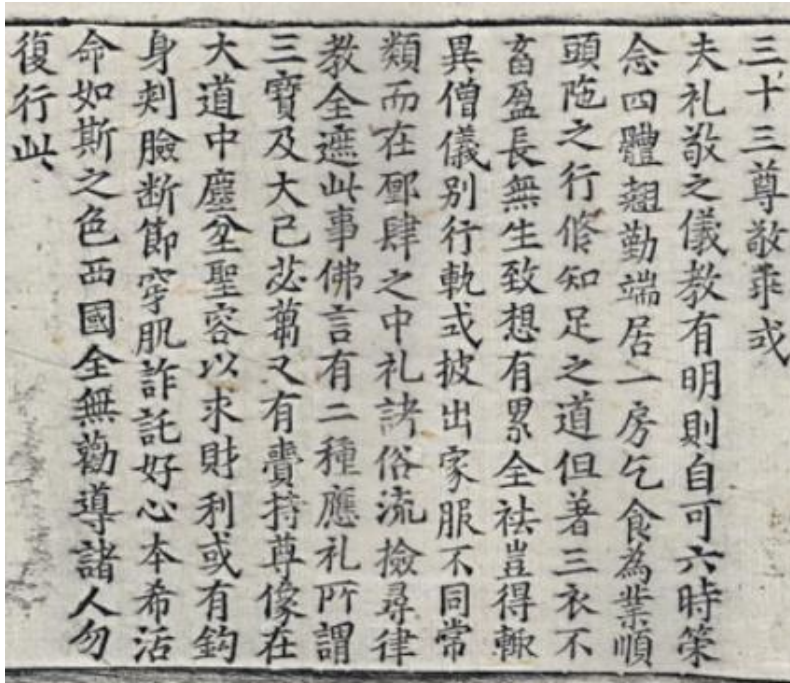 三十三尊敬乖或
夫礼敬之儀教有明則自可六時策
念四體翹勤端居一房乞食為業順
頭陁之行脩知足之道但著三衣不
畜盈長無生致想有累全袪豈得輙
異僧儀別行軌式披出家服不同常
類而在鄽肆之中礼諸俗流撿尋律
教全遮此事佛言有二種應礼所謂
三寶及大己苾蒭又有賷持尊像在
大道中塵坌聖容以求財利或有鈎
身刾臉断節穿肌詐託好心本希活
命如斯之色西國全無勸導諸人勿
復行此